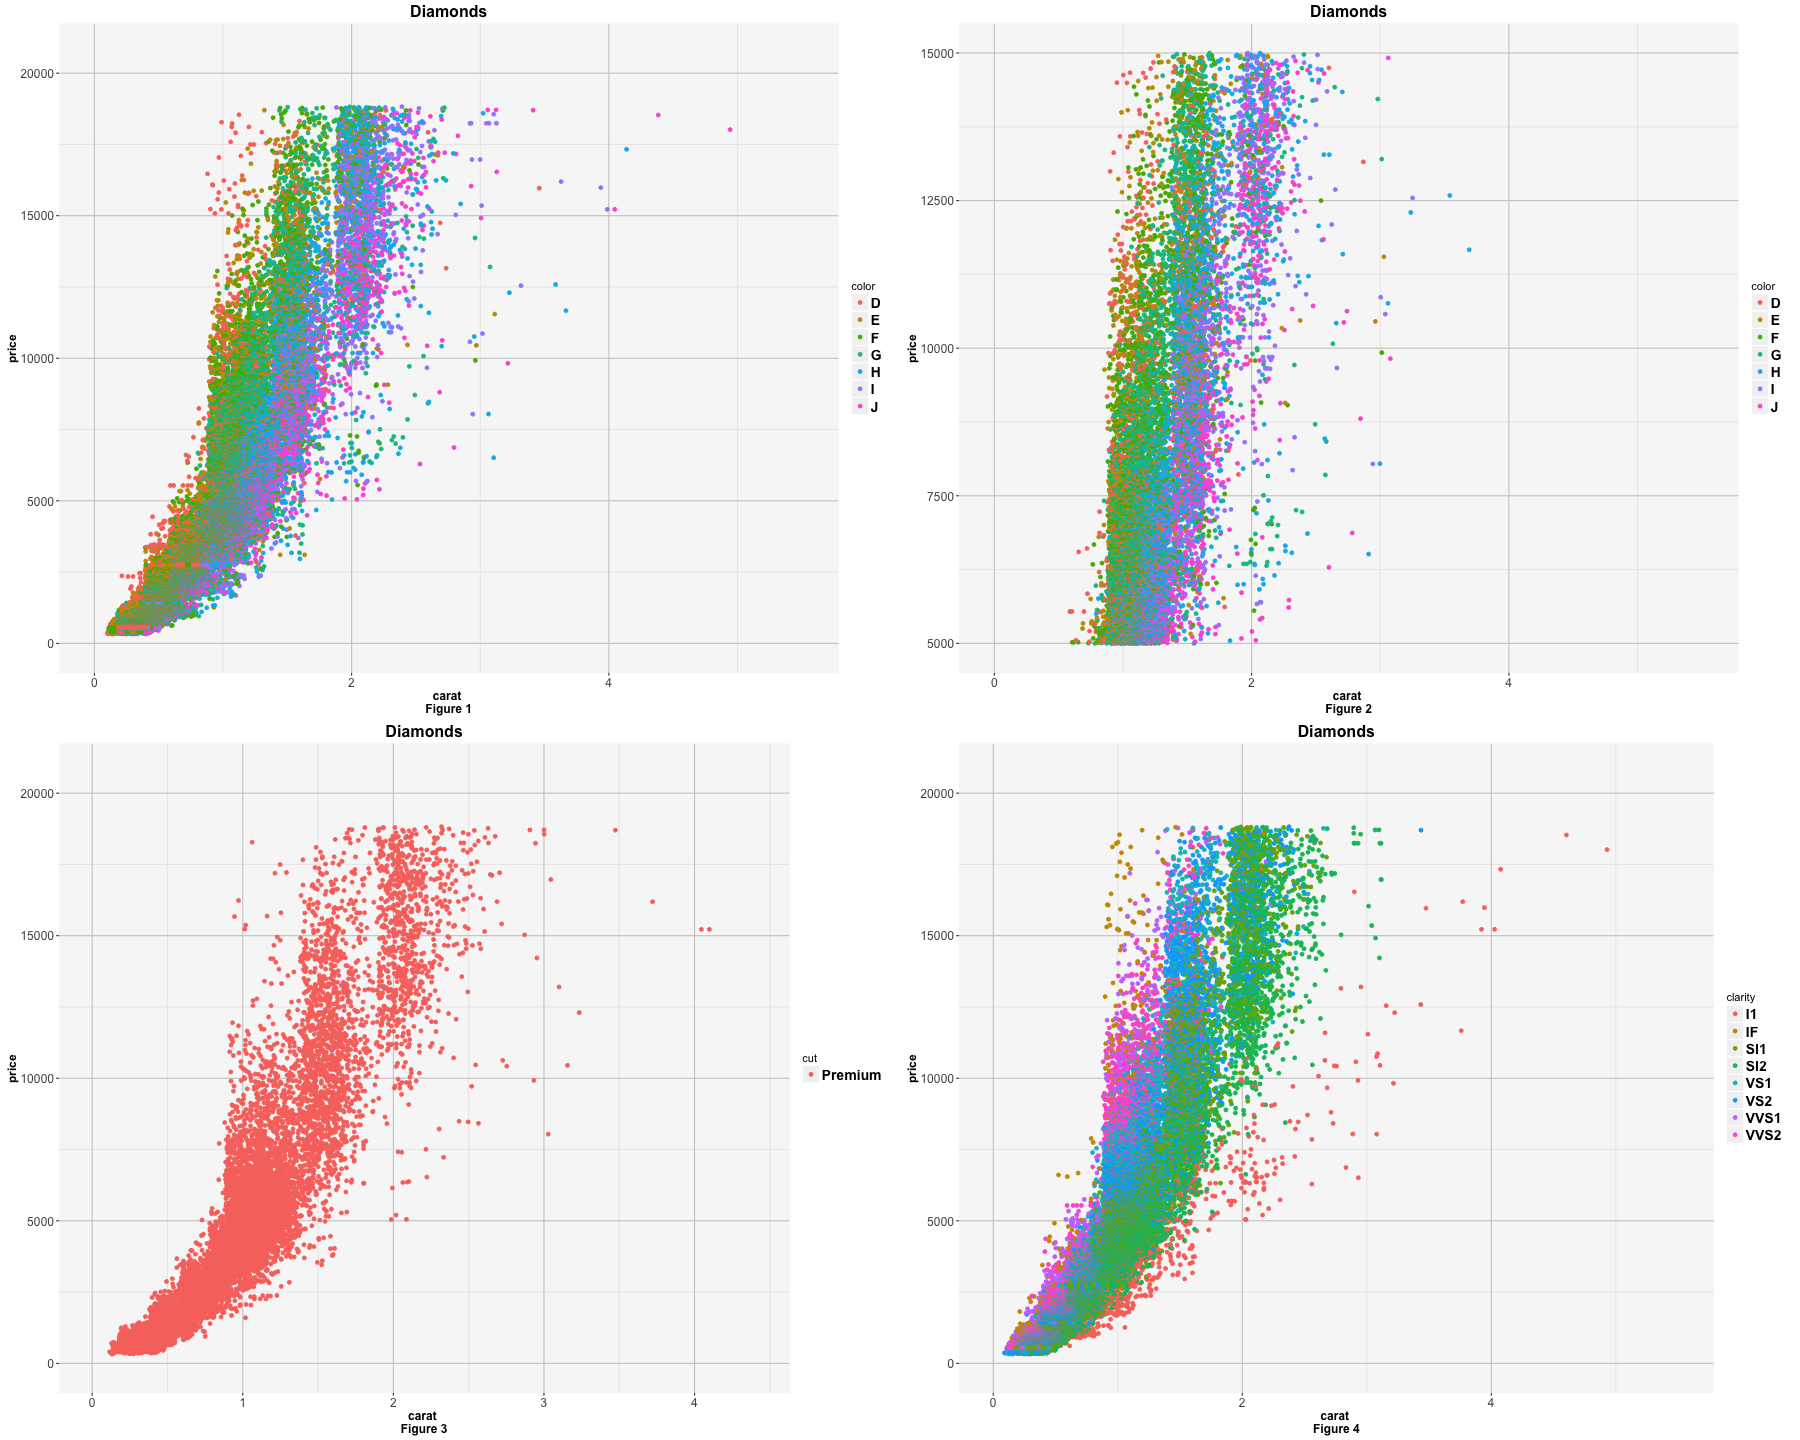 Diamonds
20000
15000
10000
5000
0
price
0 2 4
carat
Figure 1
color
D
E
F
G
H
I
J
Diamonds
15000
12500
10000
7500
5000
price
0 2 4
carat
Figure 2
color
D
E
F
G
H
I
J
Diamonds
20000
15000
10000
5000
0
price
0 1 2 3 4
carat
Figure 3
cut
Premium
Diamonds
20000
15000
10000
5000
0
price
0 2 4
carat
Figure 4
clarity
I1
IF
SI1
SI2
VS1
VS2
VVS1
VVS2